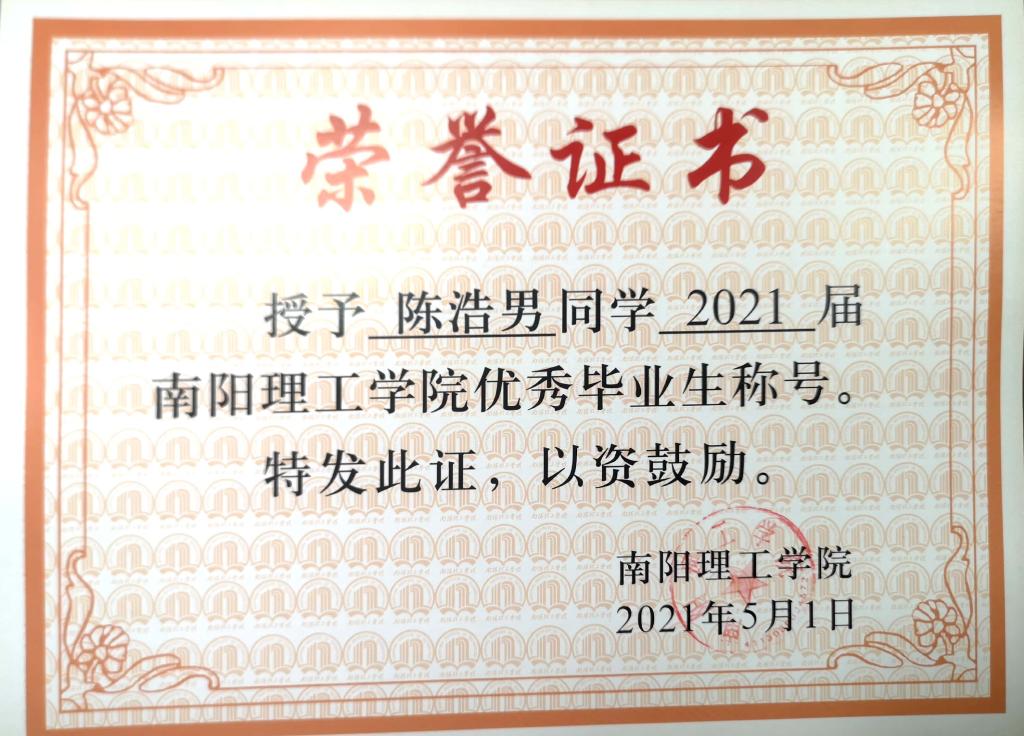 荣誉证书
授予 陈浩男 同学 2021 届
南阳理工学院优秀毕业生称号。
特发此证，以资鼓励。
南阳理工学院
2021年5月1日